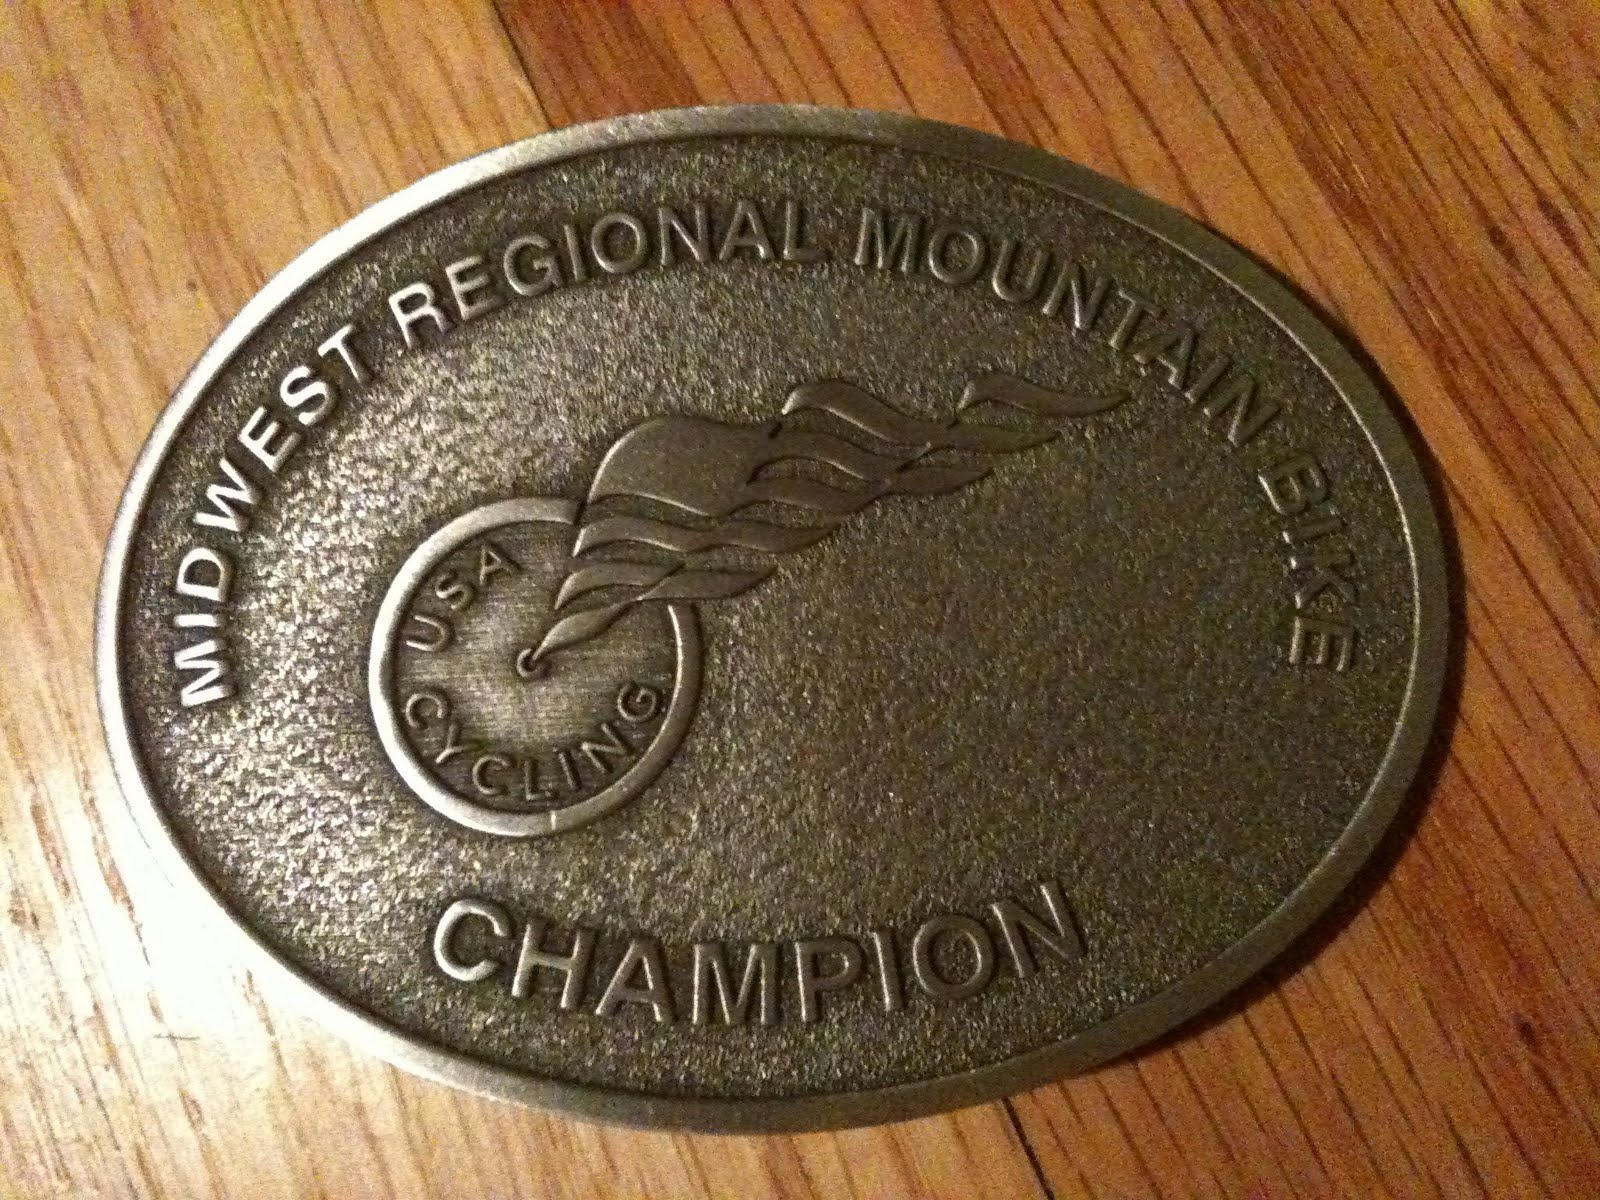 MIDWEST REGIONAL MOUNTAIN BIKE
USA
CYCLING
CHAMPION